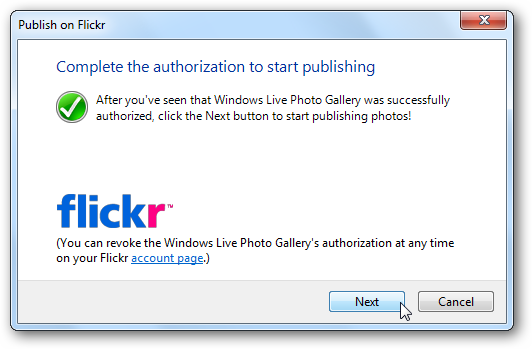 Publish on Flickr
Complete the authorization to start publishing
After you've seen that Windows Live Photo Gallery was successfully
authorized, click the Next button to start publishing photos!
flickr™
(You can revoke the Windows Live Photo Gallery's authorization at any time
on your Flickr account page.)
Next
Cancel